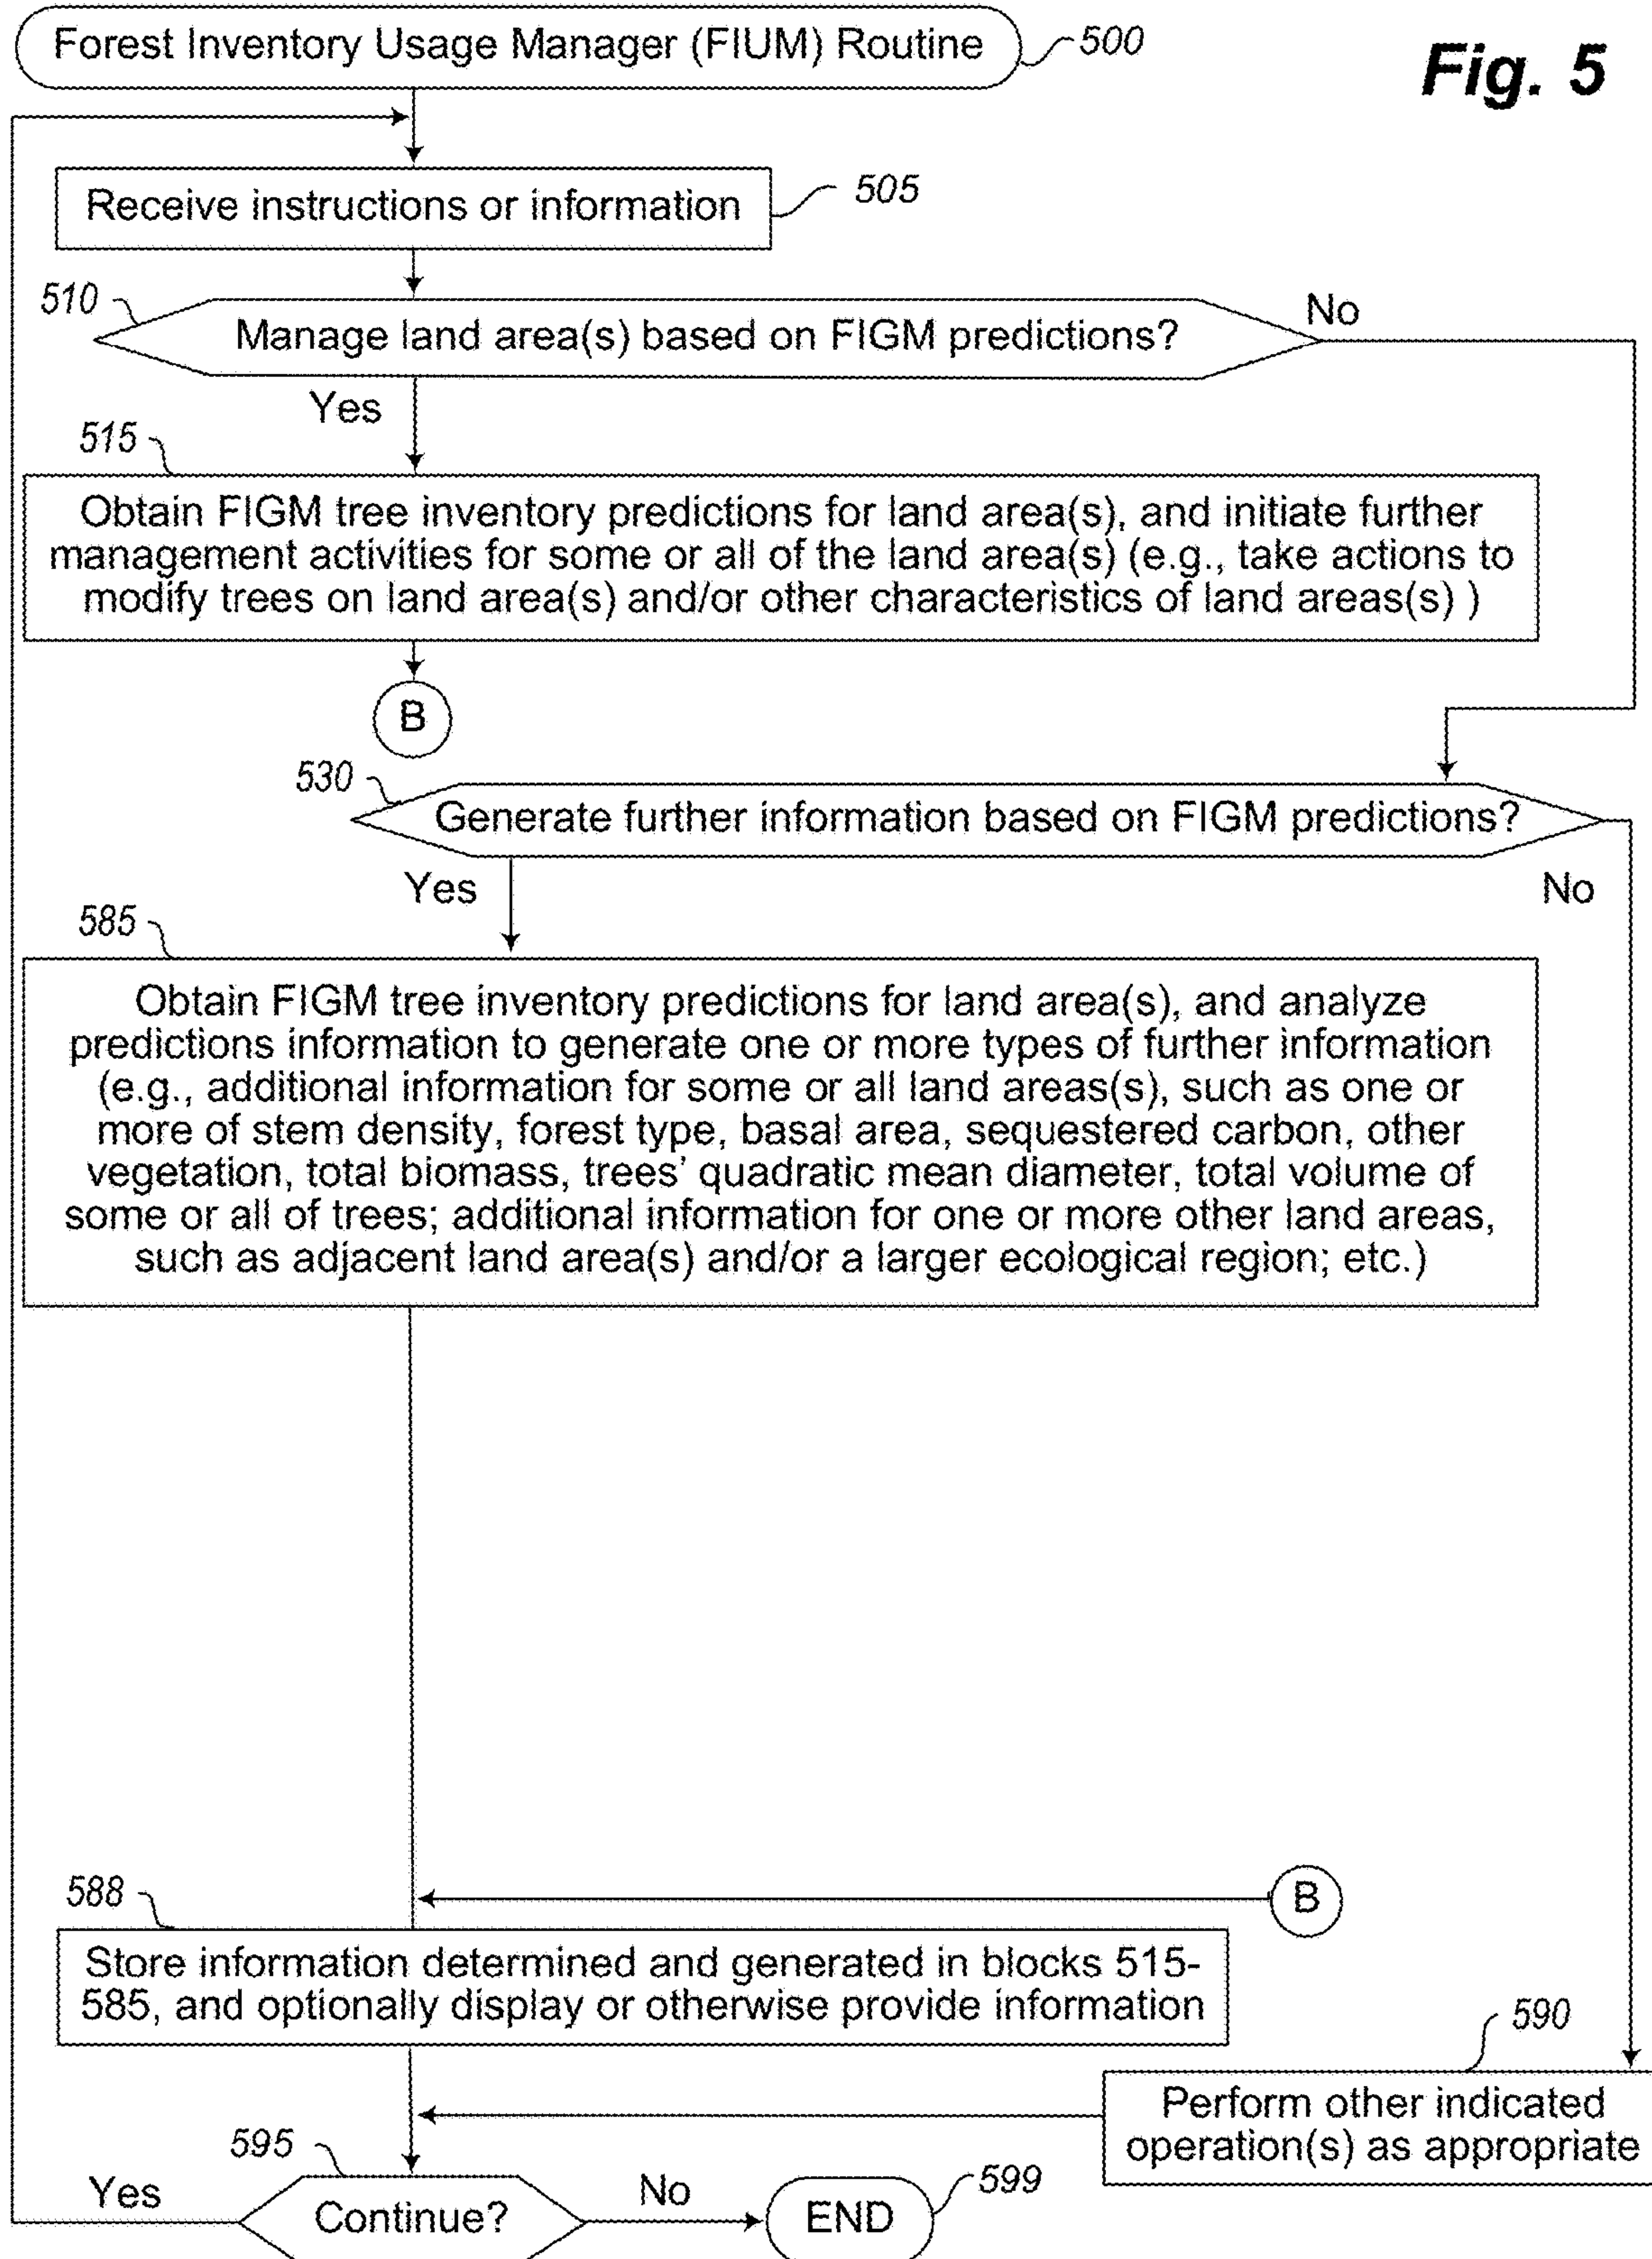 Forest Inventory Usage Manager (FIUM) Routine
500
Fig. 5
Receive instructions or information
505
510
Manage land area(s) based on FIGM predictions?
No
Yes
515
Obtain FIGM tree inventory predictions for land area(s), and initiate further
management activities for some or all of the land area(s) (e.g., take actions to
modify trees on land area(s) and/or other characteristics of land areas(s) )
B
530
Generate further information based on FIGM predictions?
Yes
No
585
Obtain FIGM tree inventory predictions for land area(s), and analyze
predictions information to generate one or more types of further information
(e.g., additional information for some or all land areas(s), such as one or
more of stem density, forest type, basal area, sequestered carbon, other
vegetation, total biomass, trees' quadratic mean diameter, total volume of
some or all of trees; additional information for one or more other land areas,
such as adjacent land area(s) and/or a larger ecological region; etc.)
588
B
Store information determined and generated in blocks 515-
585, and optionally display or otherwise provide information
590
Perform other indicated
operation(s) as appropriate
595
Yes
Continue?
No
END
599